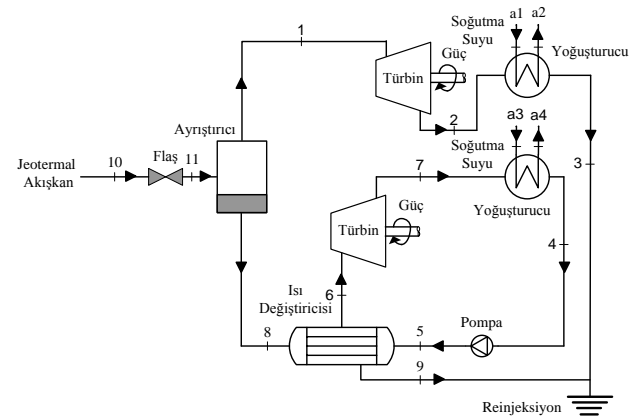 Soğutma
Suyu
a1
a2
1
Güç
Yoğuşturucu
Türbin
2
Ayrıştırıcı
Flaş
Jeotermal
Akışkan
10
11
Soğutma
Suyu
a3
a4
3
7
Güç
Yoğuşturucu
Türbin
4
Isı
Değiştiricisi
6
Pompa
8
5
9
Reinjeksiyon